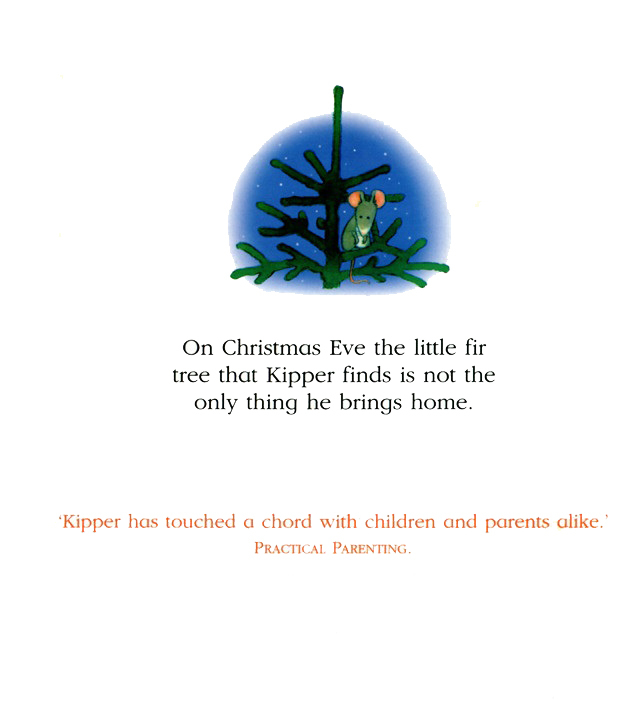 On Christmas Eve the little fir
tree that Kipper finds is not the
only thing he brings home.
‘Kipper has touched a chord with children and parents alike.’
PRACTICAL PARENTING.